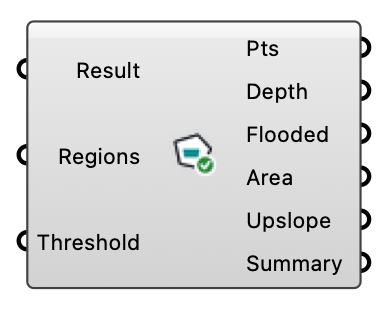 Result
Regions
Threshold
Pts
Depth
Flooded
Area
Upslope
Summary